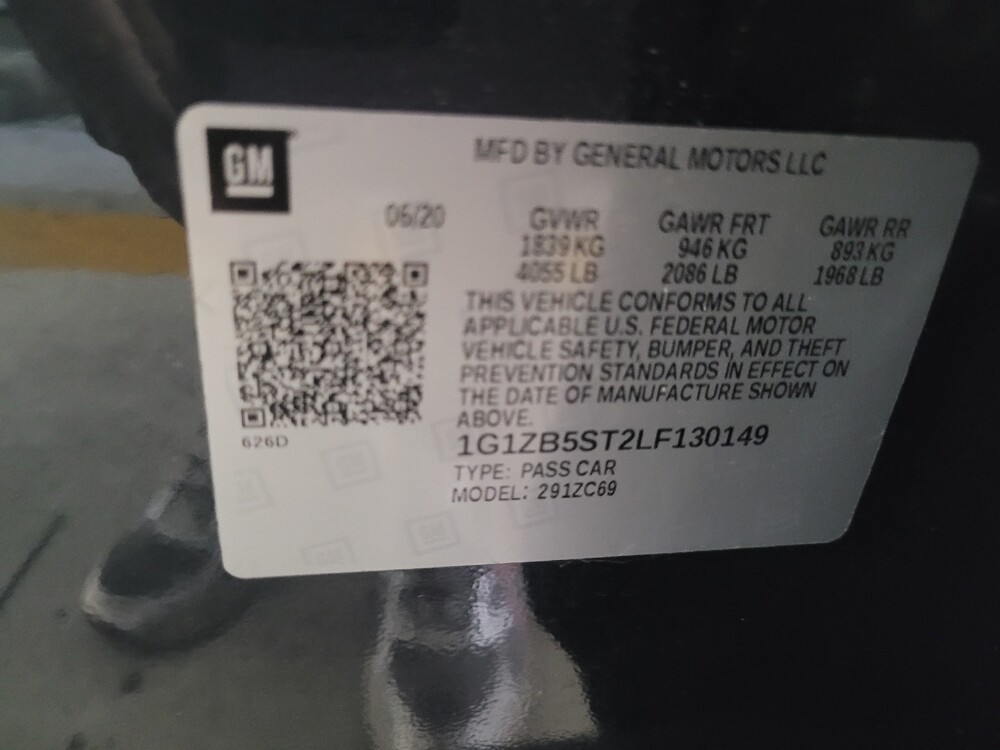 GM
MFD BY GENERAL MOTORS LLC
06/20
GVWR GAWR FRT GAWR RR
1839 KG 946 KG 893 KG
4055 LB 2086 LB 1968 LB
THIS VEHICLE CONFORMS TO ALL
APPLICABLE U.S. FEDERAL MOTOR
VEHICLE SAFETY, BUMPER, AND THEFT
PREVENTION STANDARDS IN EFFECT ON
THE DATE OF MANUFACTURE SHOWN
ABOVE.
626D
1G1ZB5ST2LF130149
TYPE: PASS CAR
MODEL: 291ZC69
GM
GM